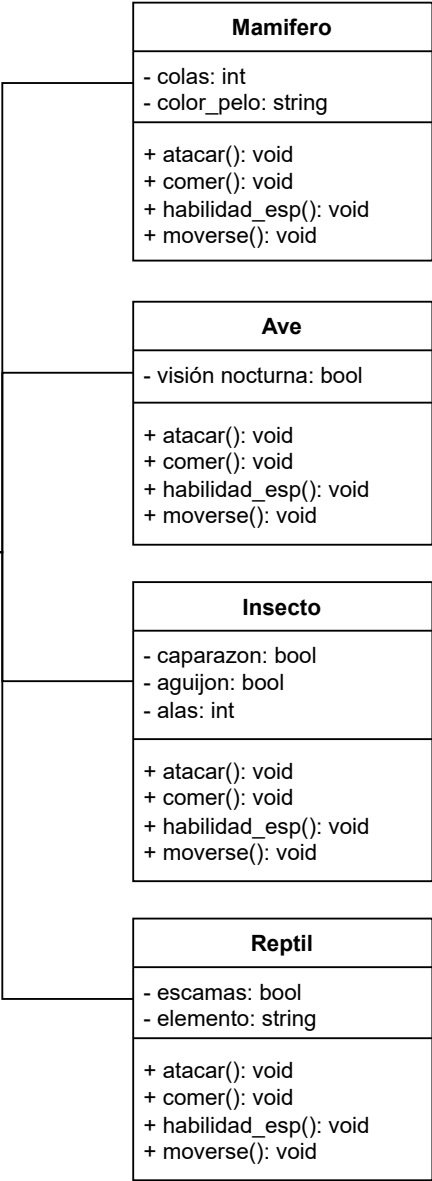 Mamifero
- colas: int
- color_pelo: string
+ atacar(): void
+ comer(): void
+ habilidad_esp(): void
+ moverse(): void
Ave
- visión nocturna: bool
+ atacar(): void
+ comer(): void
+ habilidad_esp(): void
+ moverse(): void
Insecto
- caparazon: bool
- aguijon: bool
- alas: int
+ atacar(): void
+ comer(): void
+ habilidad_esp(): void
+ moverse(): void
Reptil
- escamas: bool
- elemento: string
+ atacar(): void
+ comer(): void
+ habilidad_esp(): void
+ moverse(): void